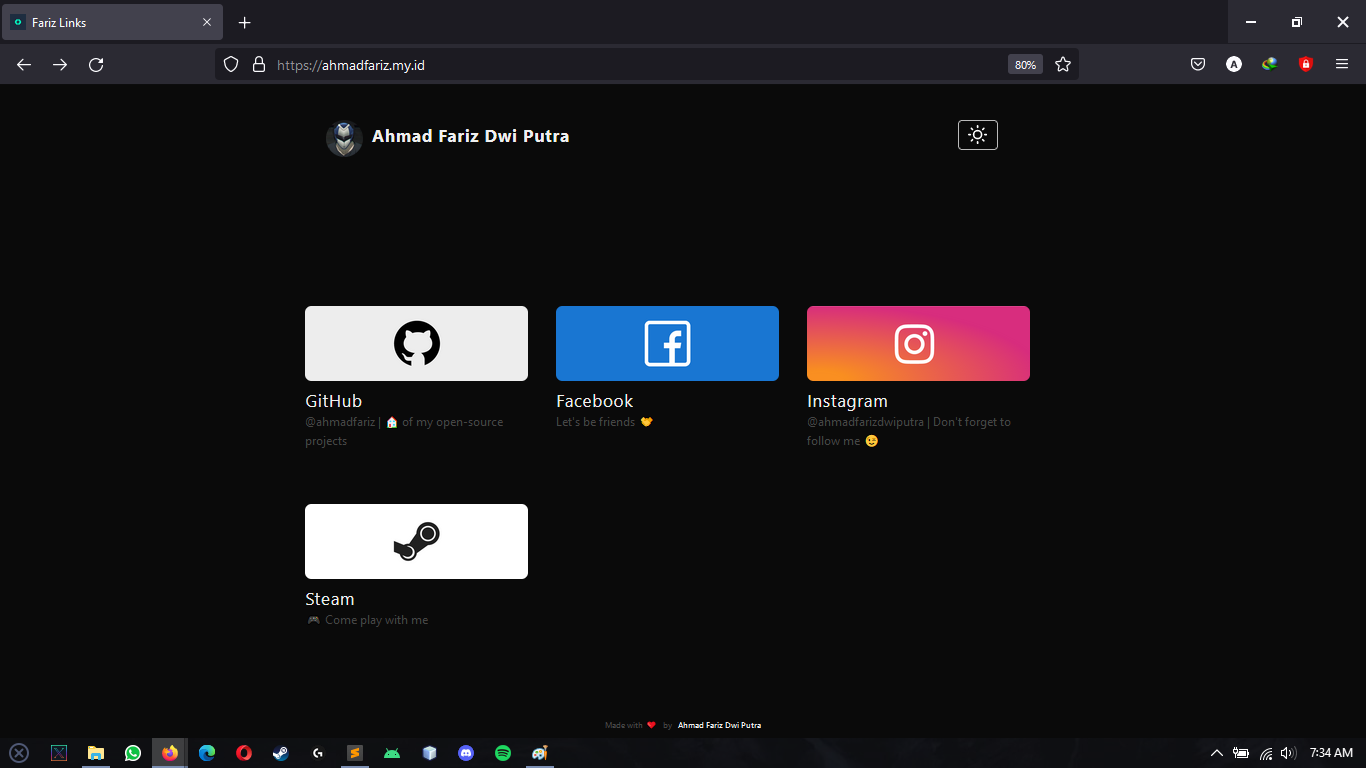 Fariz Links
https://ahmadfariz.my.id
80%
A
Ahmad Fariz Dwi Putra
GitHub
@ahmadfariz | 🏠 of my open-source
projects
Facebook
Let's be friends 🤝
Instagram
@ahmadfarizdwiputra | Don't forget to
follow me 😉
Steam
🎮 Come play with me
Made with ❤ by Ahmad Fariz Dwi Putra
7:34 AM